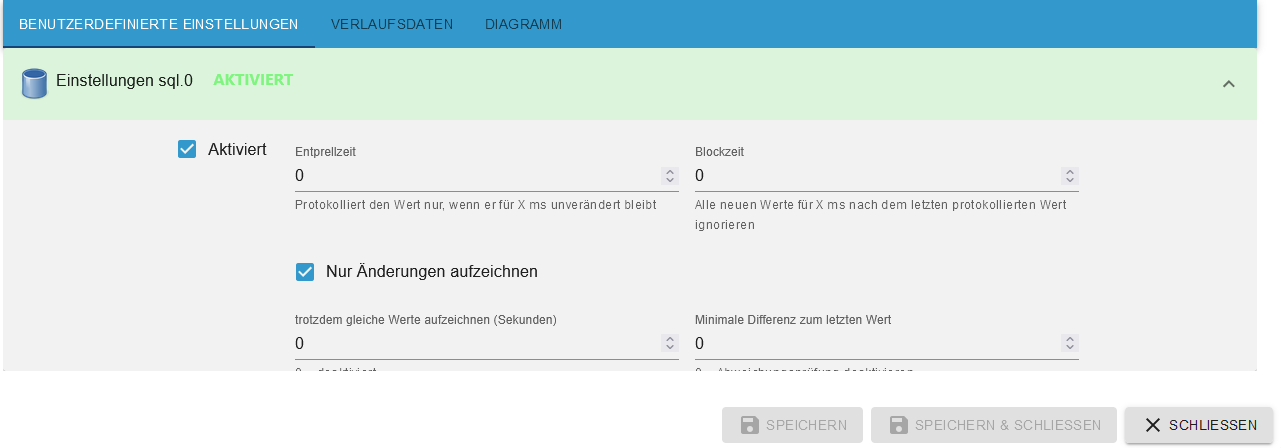 BENUTZERDEFINIERTE EINSTELLUNGEN VERLAUFSDATEN DIAGRAMM
Einstellungen sql.0 AKTIVIERT
Aktiviert
Entprellzeit
0
Protokolliert den Wert nur, wenn er für X ms unverändert bleibt
Blockzeit
0
Alle neuen Werte für X ms nach dem letzten protokollierten Wert
ignorieren
Nur Änderungen aufzeichnen
trotzdem gleiche Werte aufzeichnen (Sekunden)
0
Minimale Differenz zum letzten Wert
0
SPEICHERN SPEICHERN & SCHLIESSEN SCHLIESSEN